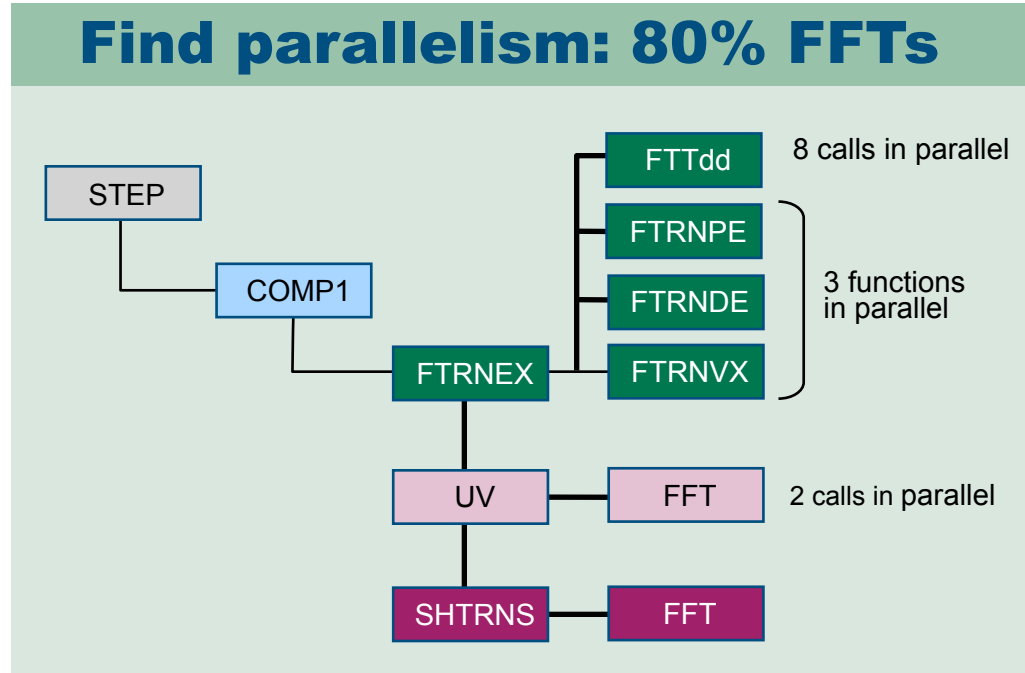 Find parallelism: 80% FFTs
FTTdd
8 calls in parallel
STEP
FTRNPE
COMP1
FTRNDE
3 functions
in parallel
FTRNEX
FTRNVX
UV
FFT
2 calls in parallel
SHTRNS
FFT